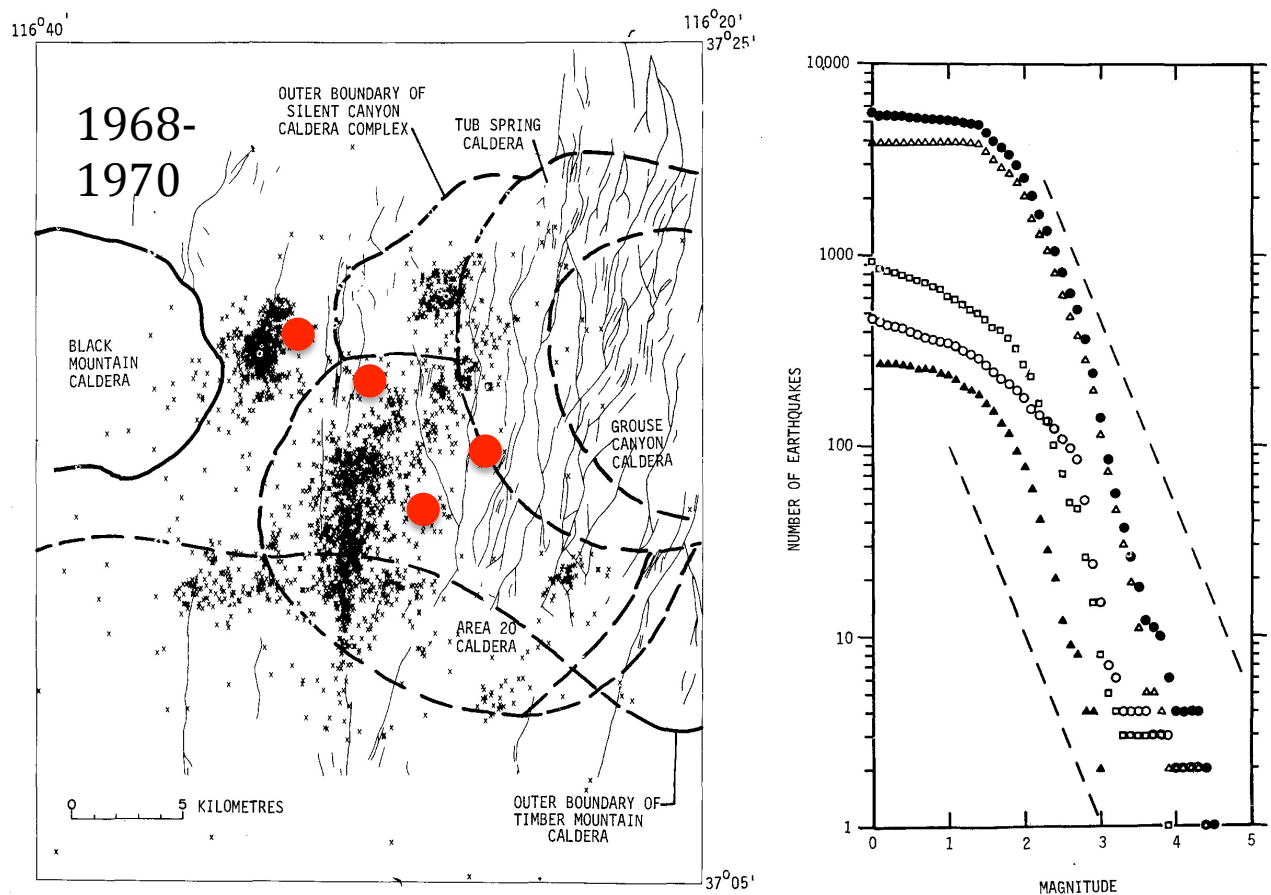 116°40'
116°20'
37°25'
1968-
1970
OUTER BOUNDARY OF
SILENT CANYON
CALDERA COMPLEX
TUB SPRING
CALDERA
BLACK
MOUNTAIN
CALDERA
GROUSE
CANYON
CALDERA
AREA 20
CALDERA
0 5 KILOMETRES
OUTER BOUNDARY OF
TIMBER MOUNTAIN
CALDERA
37°05'
10,000
1000
100
10
1
NUMBER OF EARTHQUAKES
0 1 2 3 4 5
MAGNITUDE